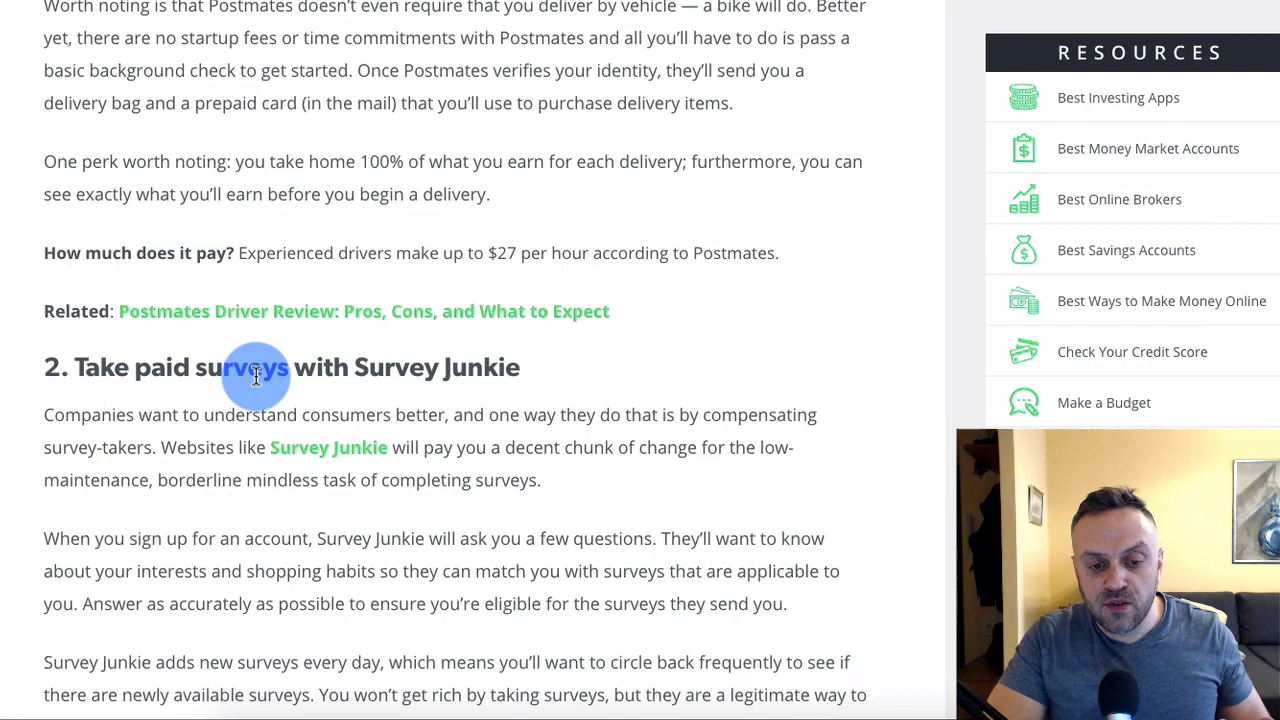 Worth noting is that Postmates doesn’t even require that you deliver by vehicle — a bike will do. Better
yet, there are no startup fees or time commitments with Postmates and all you’ll have to do is pass a
basic background check to get started. Once Postmates verifies your identity, they’ll send you a
delivery bag and a prepaid card (in the mail) that you’ll use to purchase delivery items.
One perk worth noting: you take home 100% of what you earn for each delivery; furthermore, you can
see exactly what you’ll earn before you begin a delivery.
How much does it pay? Experienced drivers make up to $27 per hour according to Postmates.
Related: Postmates Driver Review: Pros, Cons, and What to Expect
2. Take paid surveys with Survey Junkie
Companies want to understand consumers better, and one way they do that is by compensating
survey-takers. Websites like Survey Junkie will pay you a decent chunk of change for the low-
maintenance, borderline mindless task of completing surveys.
When you sign up for an account, Survey Junkie will ask you a few questions. They’ll want to know
about your interests and shopping habits so they can match you with surveys that are applicable to
you. Answer as accurately as possible to ensure you’re eligible for the surveys they send you.
Survey Junkie adds new surveys every day, which means you’ll want to circle back frequently to see if
there are newly available surveys. You won’t get rich by taking surveys, but they are a legitimate way to
RESOURCES
Best Investing Apps
Best Money Market Accounts
Best Online Brokers
Best Savings Accounts
Best Ways to Make Money Online
Check Your Credit Score
Make a Budget